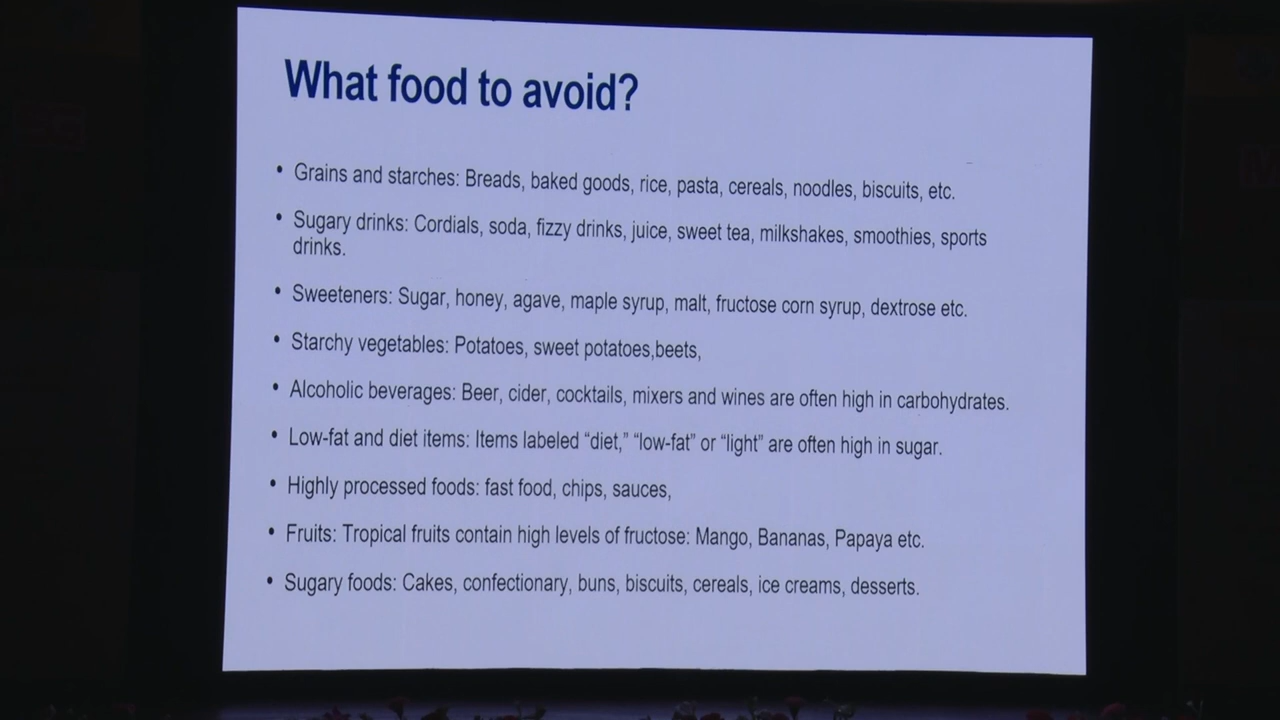 What food to avoid?
• Grains and starches: Breads, baked goods, rice, pasta, cereals, noodles, biscuits, etc.
• Sugary drinks: Cordials, soda, fizzy drinks, juice, sweet tea, milkshakes, smoothies, sports
drinks.
• Sweeteners: Sugar, honey, agave, maple syrup, malt, fructose corn syrup, dextrose etc.
• Starchy vegetables: Potatoes, sweet potatoes,beets,
• Alcoholic beverages: Beer, cider, cocktails, mixers and wines are often high in carbohydrates.
• Low-fat and diet items: Items labeled “diet,” “low-fat” or “light” are often high in sugar.
• Highly processed foods: fast food, chips, sauces,
• Fruits: Tropical fruits contain high levels of fructose: Mango, Bananas, Papaya etc.
• Sugary foods: Cakes, confectionary, buns, biscuits, cereals, ice creams, desserts.